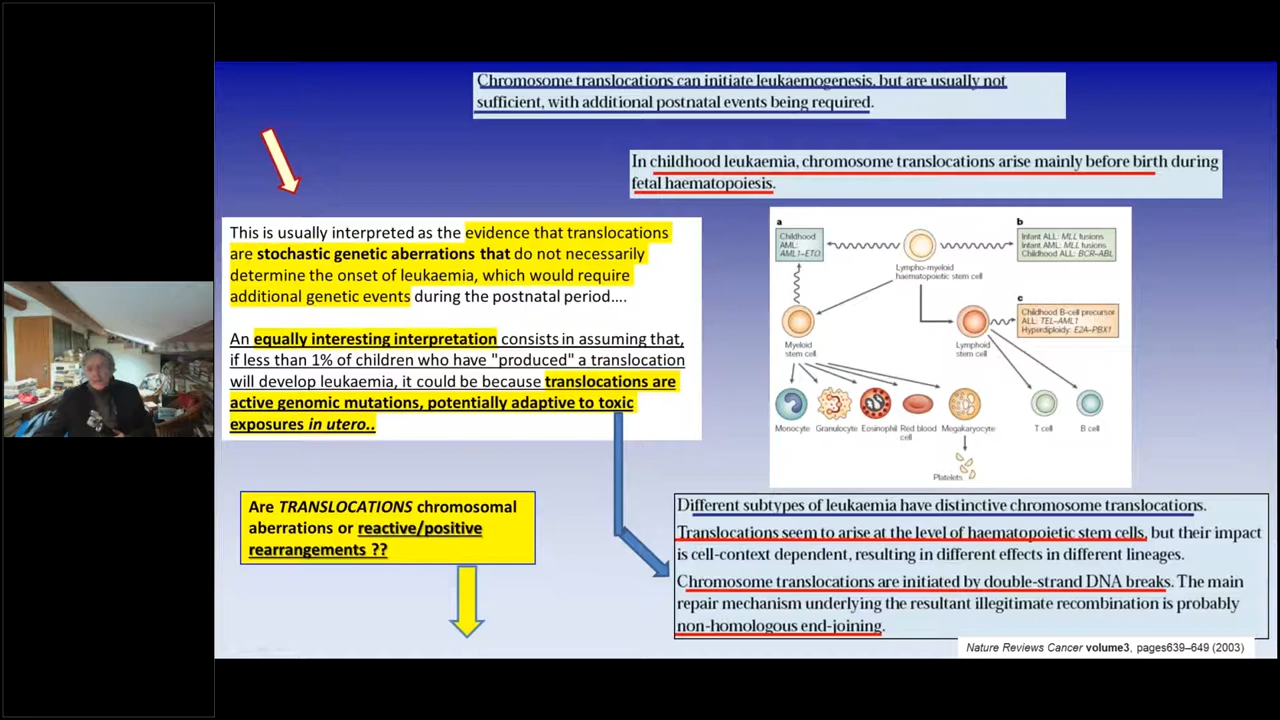 Chromosome translocations can initiate leukaemogenesis, but are usually not
sufficient, with additional postnatal events being required.
In childhood leukaemia, chromosome translocations arise mainly before birth during
fetal haematopoiesis.
This is usually interpreted as the evidence that translocations
are stochastic genetic aberrations that do not necessarily
determine the onset of leukaemia, which would require
additional genetic events during the postnatal period....
An equally interesting interpretation consists in assuming that,
if less than 1% of children who have "produced" a translocation
will develop leukaemia, it could be because translocations are
active genomic mutations, potentially adaptive to toxic
exposures in utero..
Are TRANSLOCATIONS chromosomal
aberrations or reactive/positive
rearrangements ??
a
Childhood
AML:
AML1–ETO
Lympho-myeloid
haematopoietic stem cell
b
Infant ALL: MLL fusions
Infant AML: MLL fusions
Childhood ALL: BCR–ABL
c
Childhood B-cell precursor
ALL: TEL–AML1
Hyperdiploidy: E2A–PBX1
Myeloid
stem cell
Lymphoid
stem cell
Monocyte
Granulocyte
Eosinophil
Red blood
cell
Megakaryocyte
T cell
B cell
Platelets
Different subtypes of leukaemia have distinctive chromosome translocations.
Translocations seem to arise at the level of haematopoietic stem cells, but their impact
is cell-context dependent, resulting in different effects in different lineages.
Chromosome translocations are initiated by double-strand DNA breaks. The main
repair mechanism underlying the resultant illegitimate recombination is probably
non-homologous end-joining.
Nature Reviews Cancer volume3, pages639–649 (2003)